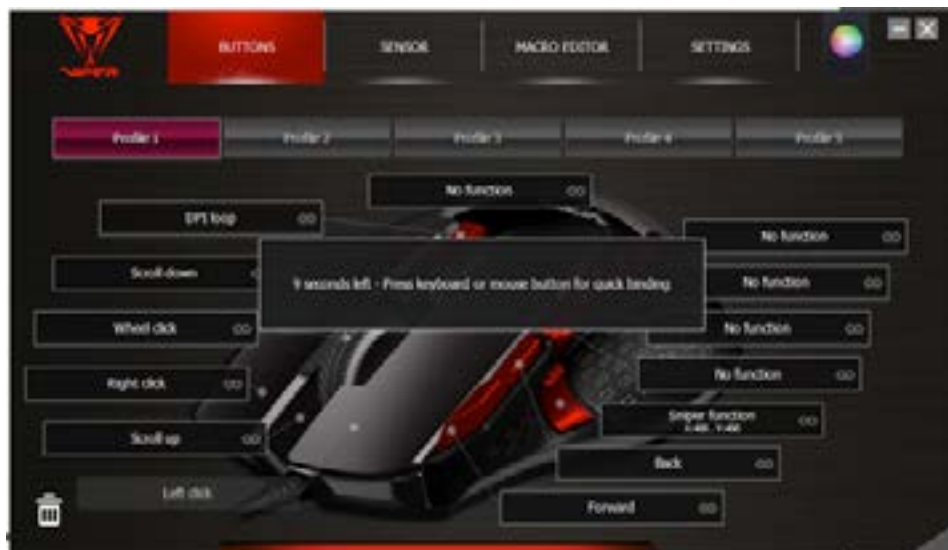 VIPER
BUTTONS
SENSOR
MACRO EDITOR
SETTINGS
Profile 1
Profile 2
Profile 3
Profile 4
Profile 5
No function
DPI loop
No function
Scroll down
9 seconds left - Press keyboard or mouse button for quick binding
No function
Wheel click
No function
Right click
No function
Sniper function
Scroll up
Back
Left click
Forward